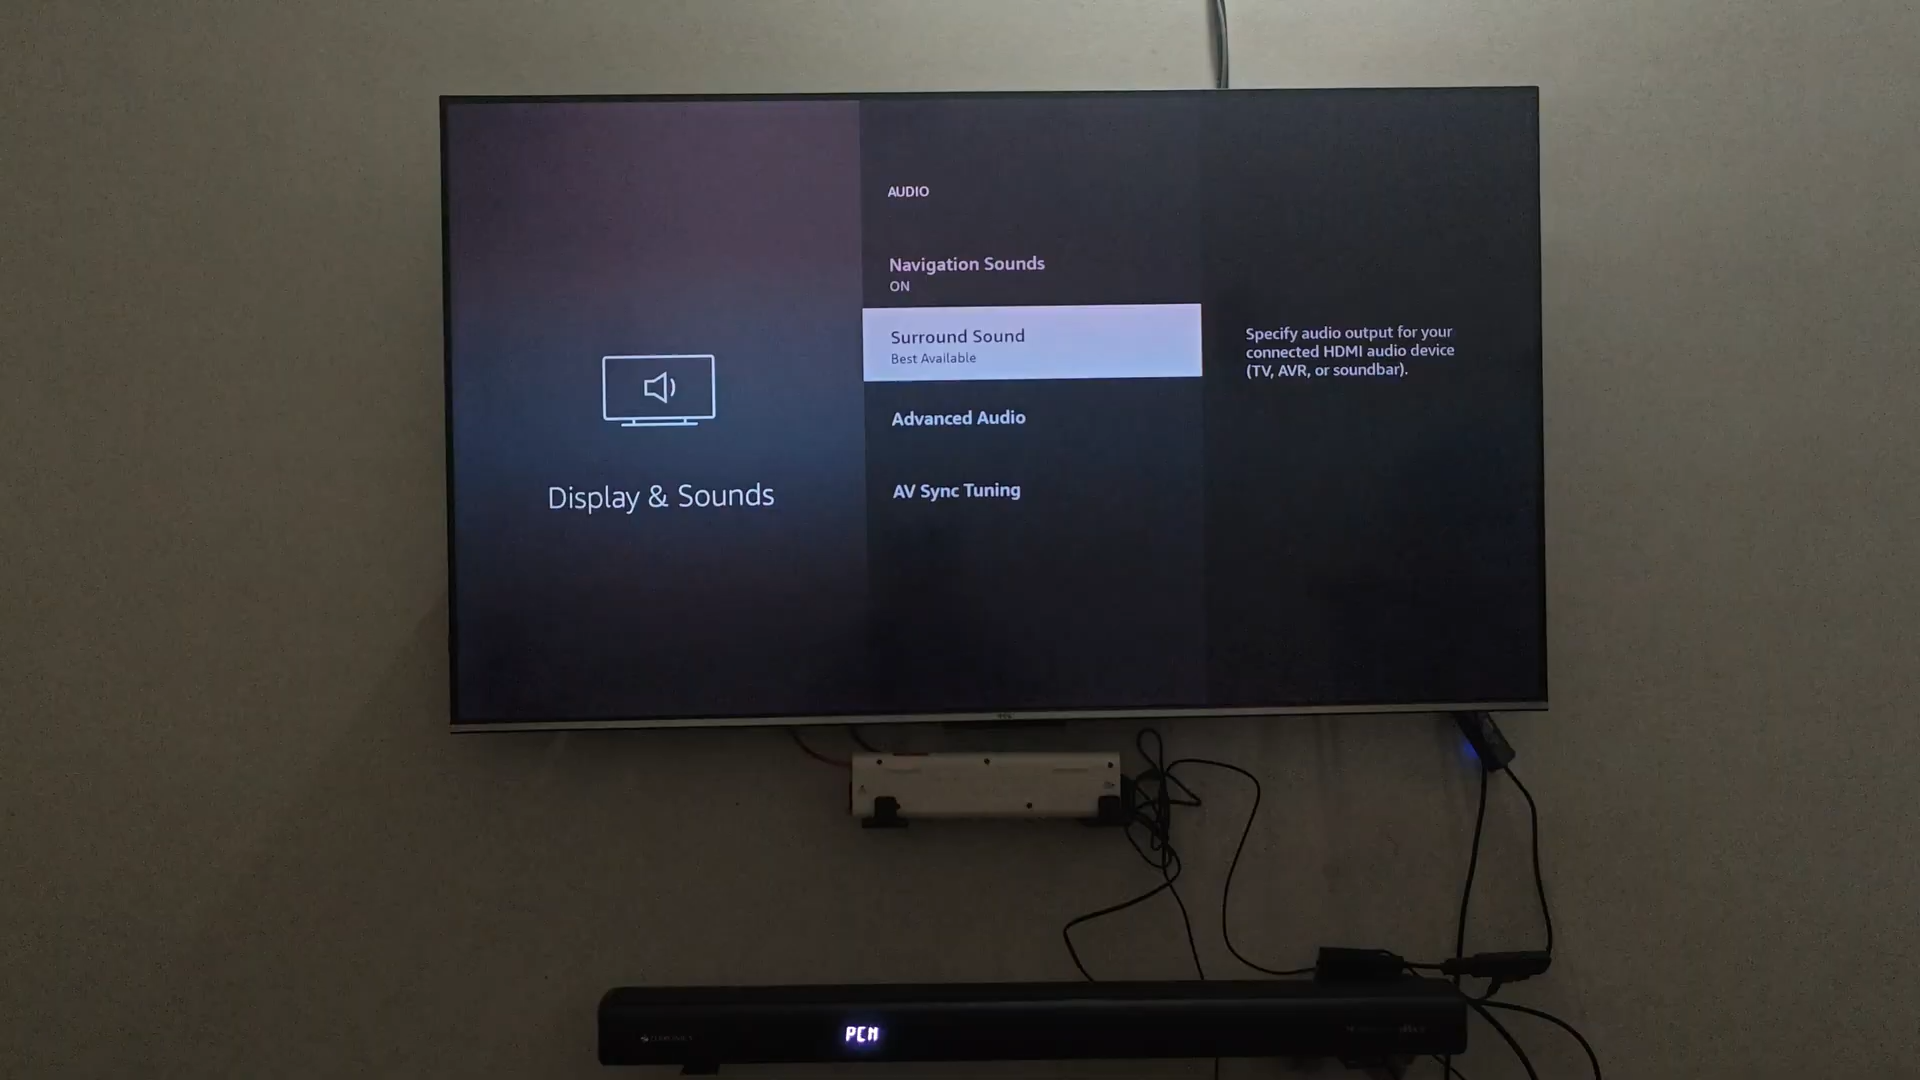 AUDIO
Navigation Sounds
ON
Surround Sound
Best Available
Advanced Audio
AV Sync Tuning
Specify audio output for your
connected HDMI audio device
(TV, AVR, or soundbar).
Display & Sounds
TCL
PCM